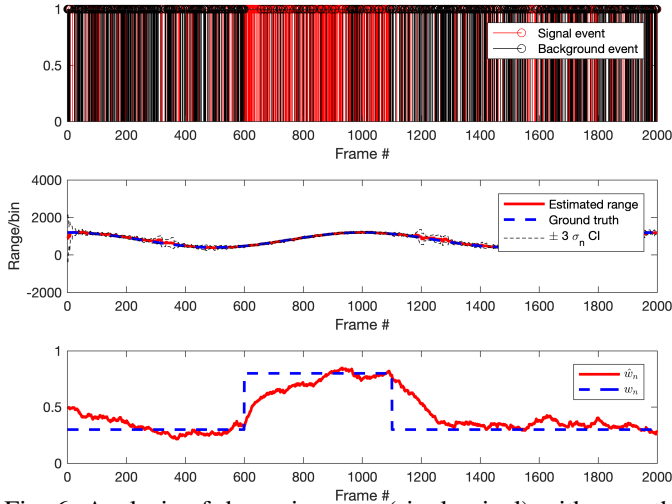 1
0.5
0
Signal event
Background event
0 200 400 600 800 1000 1200 1400 1600 1800 2000
Frame #
4000
2000
0
-2000
Range/bin
Estimated range
Ground truth
± 3 σn CI
0 200 400 600 800 1000 1200 1400 1600 1800 2000
Frame #
1
0.5
0
ŵn
wn
0 200 400 600 800 1000 1200 1400 1600 1800 2000
Frame #